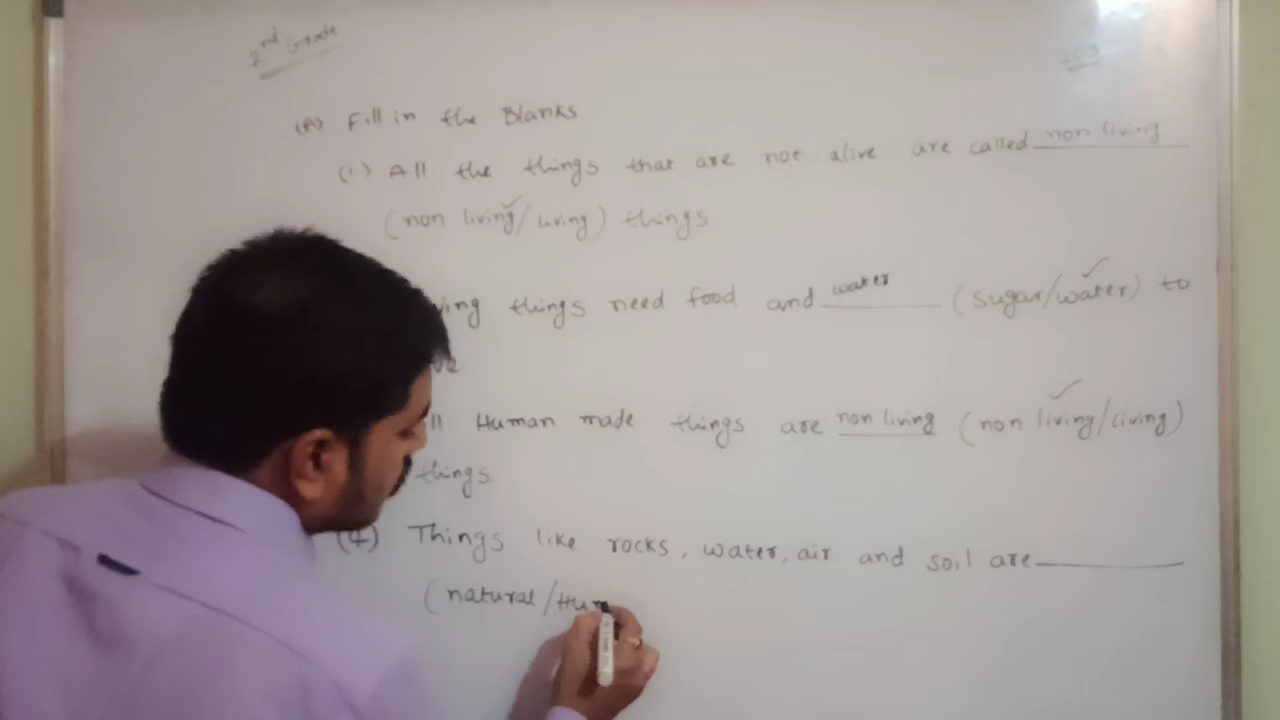 2nd Grade
(A) Fill in the Blanks
(1) All the things that are not alive are called non living
(non living/living) things
things need food and water (sugar/water) to
Human made things are non living (non living/living)
things
(4) Things like rocks, water, air and soil are
(natural/Hum